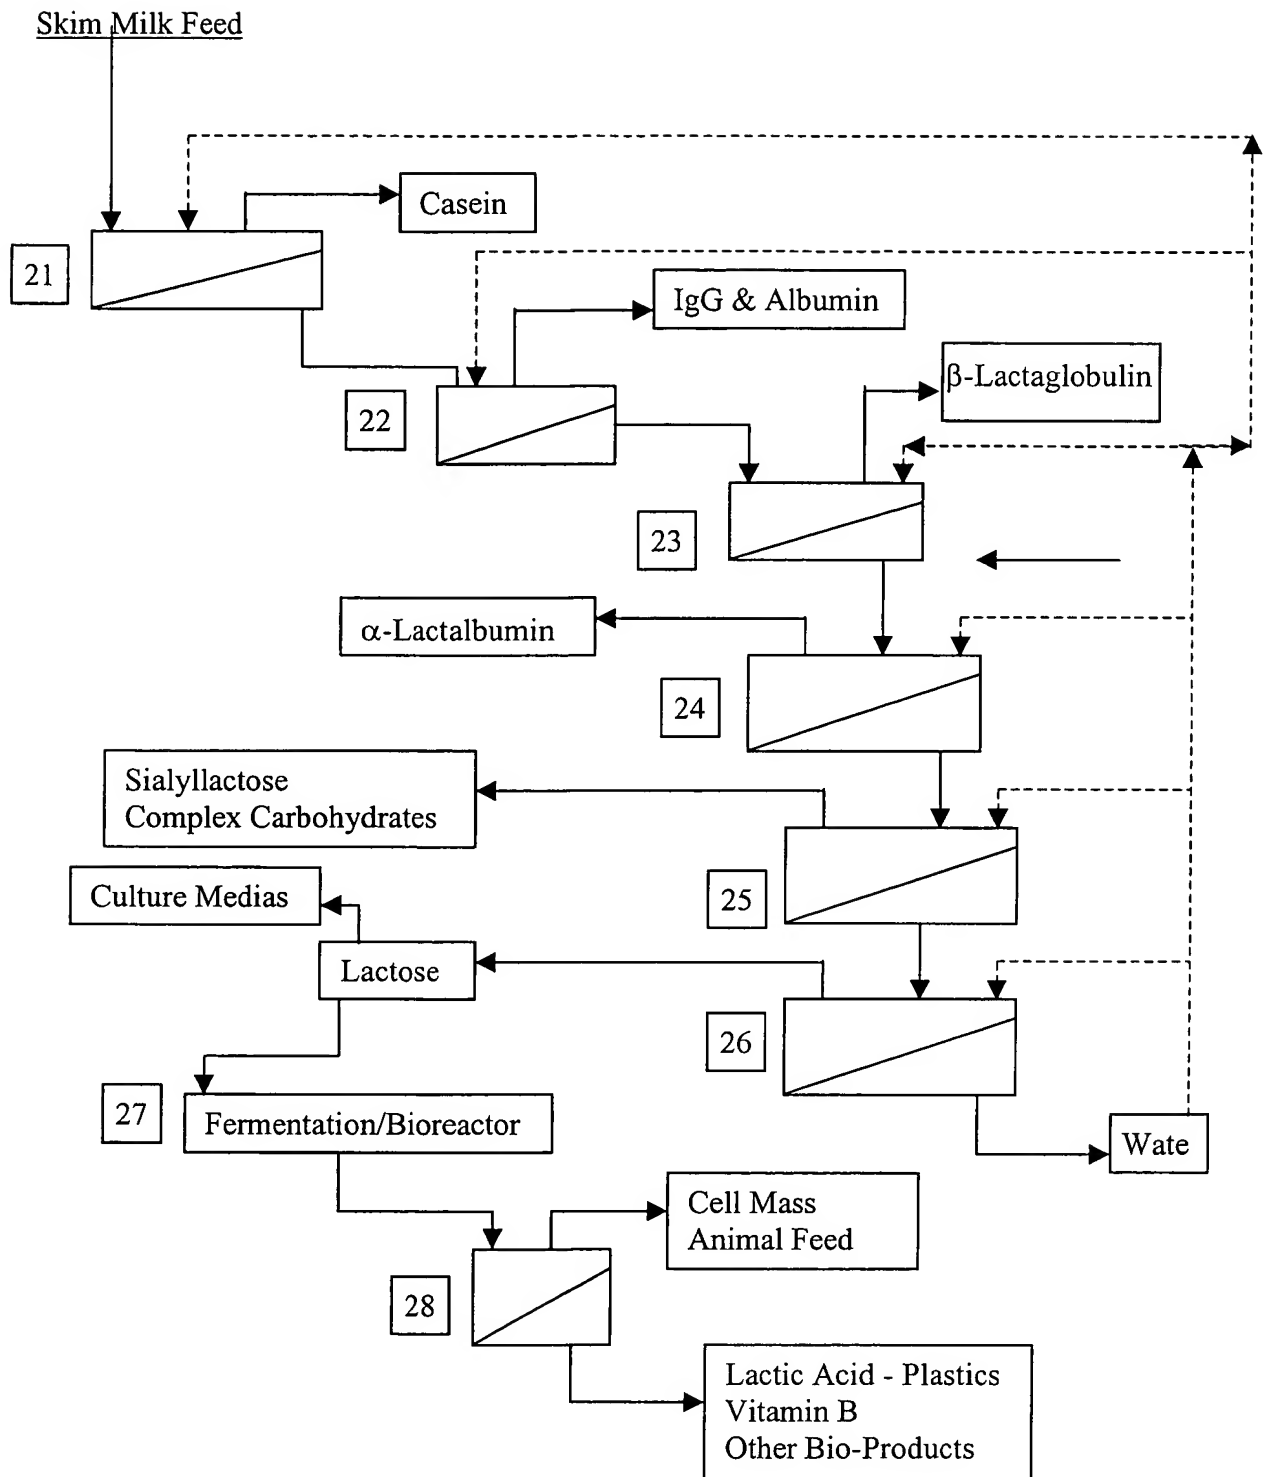 Skim Milk Feed
Casein
21
IgG & Albumin
β-Lactaglobulin
22
23
α-Lactalbumin
24
Sialyllactose
Complex Carbohydrates
Culture Medias
25
Lactose
26
27
Fermentation/Bioreactor
Wate
Cell Mass
Animal Feed
28
Lactic Acid - Plastics
Vitamin B
Other Bio-Products